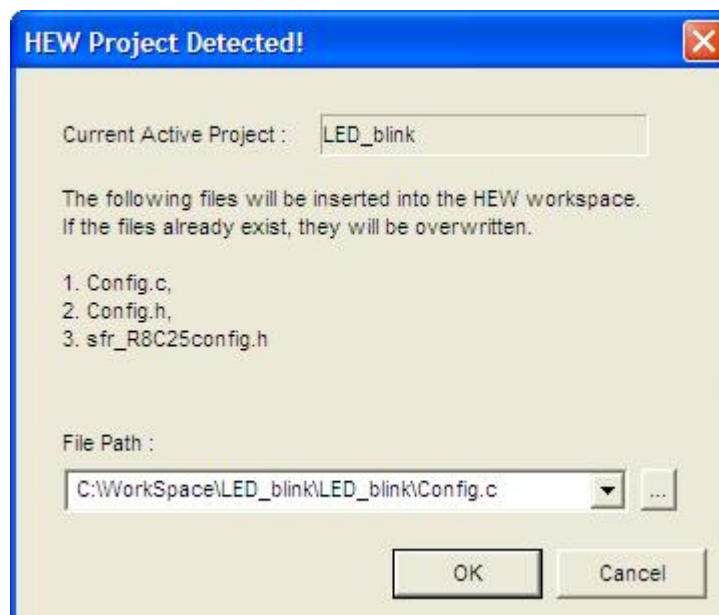 HEW Project Detected!
Current Active Project : LED_blink
The following files will be inserted into the HEW workspace.
If the files already exist, they will be overwritten.
1. Config.c,
2. Config.h,
3. sfr_R8C25config.h
File Path :
C:\WorkSpace\LED_blink\LED_blink\Config.c ...
OK Cancel